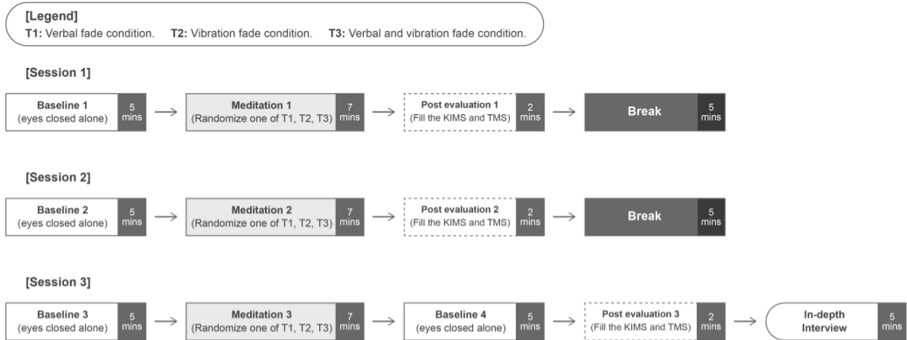 [Legend]
T1: Verbal fade condition. T2: Vibration fade condition. T3: Verbal and vibration fade condition.
[Session 1]
Baseline 1
(eyes closed alone)
5
mins
Meditation 1
(Randomize one of T1, T2, T3)
7
mins
Post evaluation 1
(Fill the KIMS and TMS)
2
mins
Break
5
mins
[Session 2]
Baseline 2
(eyes closed alone)
5
mins
Meditation 2
(Randomize one of T1, T2, T3)
7
mins
Post evaluation 2
(Fill the KIMS and TMS)
2
mins
Break
5
mins
[Session 3]
Baseline 3
(eyes closed alone)
5
mins
Meditation 3
(Randomize one of T1, T2, T3)
7
mins
Baseline 4
(eyes closed alone)
5
mins
Post evaluation 3
(Fill the KIMS and TMS)
2
mins
In-depth
Interview
5
mins